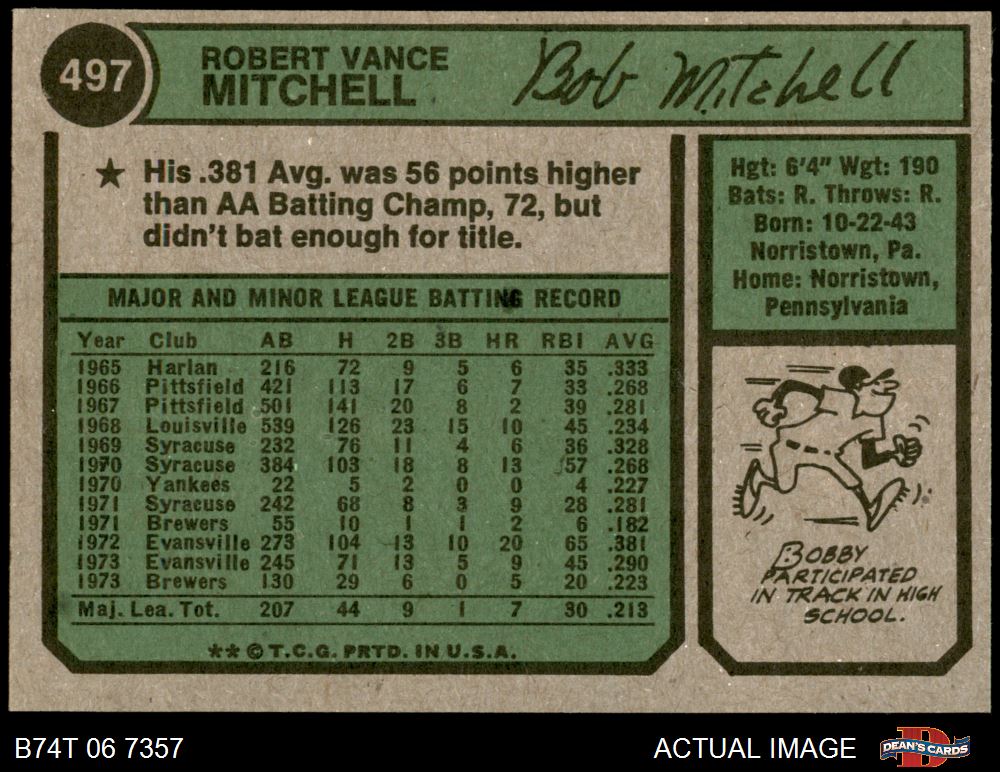 497
ROBERT VANCE
MITCHELL
Bob Mitchell
★ His .381 Avg. was 56 points higher
than AA Batting Champ, 72, but
didn't bat enough for title.
MAJOR AND MINOR LEAGUE BATTING RECORD
Year Club AB H 2B 3B HR RBI AVG
1965 Harlan 216 72 9 5 6 35 .333
1966 Pittsfield 421 113 17 6 7 33 .268
1967 Pittsfield 501 141 20 8 2 39 .281
1968 Louisville 539 126 23 15 10 45 .234
1969 Syracuse 232 76 11 4 6 36 .328
1970 Syracuse 384 103 18 8 13 57 .268
1970 Yankees 22 5 2 0 0 4 .227
1971 Syracuse 242 68 8 3 9 28 .281
1971 Brewers 55 10 1 1 2 6 .182
1972 Evansville 273 104 13 10 20 65 .381
1973 Evansville 245 71 13 5 9 45 .290
1973 Brewers 130 29 6 0 5 20 .223
Maj. Lea. Tot. 207 44 9 1 7 30 .213
** © T.C.G. PRTD. IN U.S.A.
Hgt: 6'4" Wgt: 190
Bats: R. Throws: R.
Born: 10-22-43
Norristown, Pa.
Home: Norristown,
Pennsylvania
BOBBY
PARTICIPATED
IN TRACK IN HIGH
SCHOOL.
B74T 06 7357
ACTUAL IMAGE
D
DEAN'S CARDS